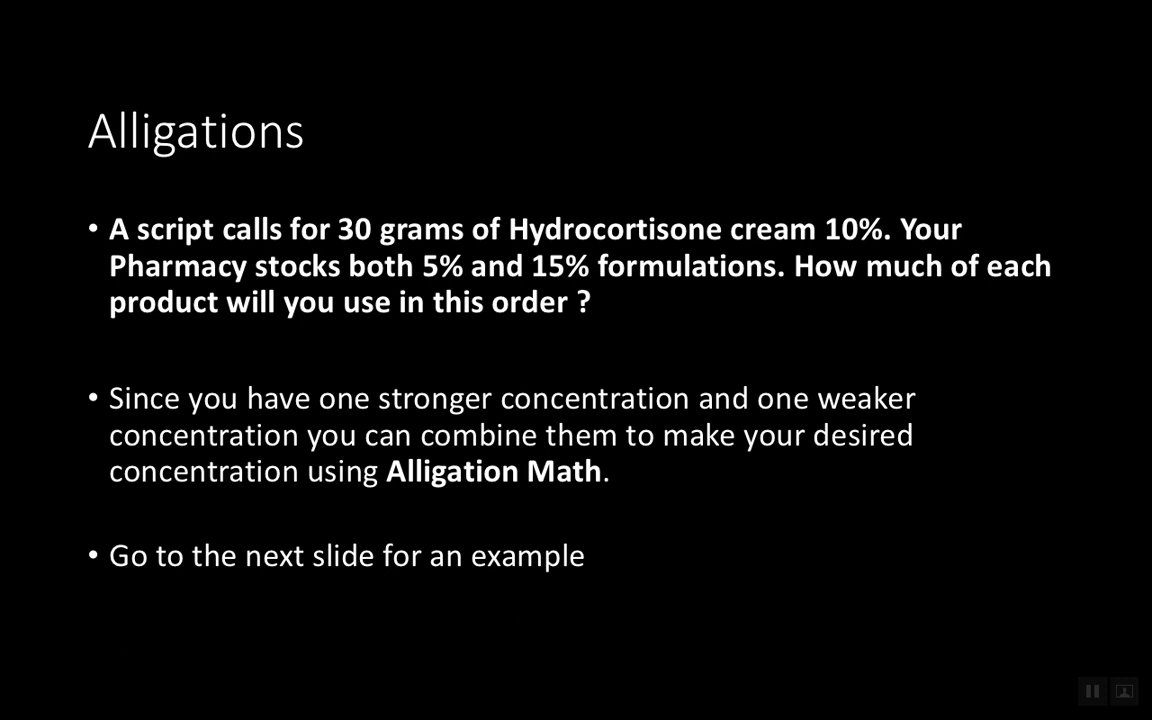 Alligations
• A script calls for 30 grams of Hydrocortisone cream 10%. Your
Pharmacy stocks both 5% and 15% formulations. How much of each
product will you use in this order ?
• Since you have one stronger concentration and one weaker
concentration you can combine them to make your desired
concentration using Alligation Math.
• Go to the next slide for an example